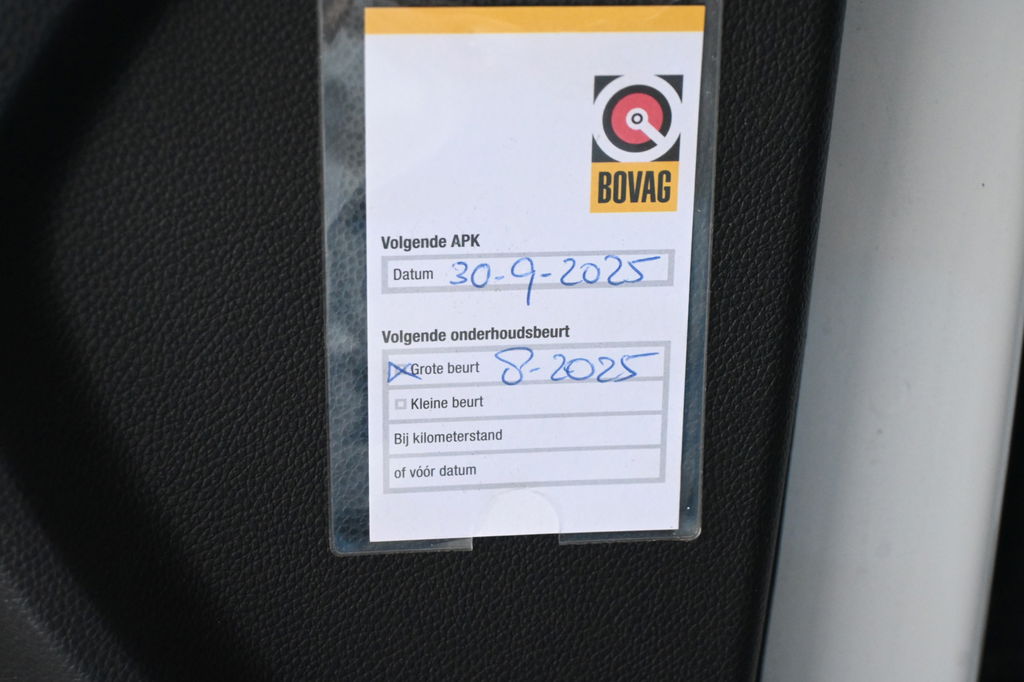 BOVAG
Volgende APK
Datum 30-9-2025
Volgende onderhoudsbeurt
Grote beurt 8-2025
Kleine beurt
Bij kilometerstand
of vóór datum